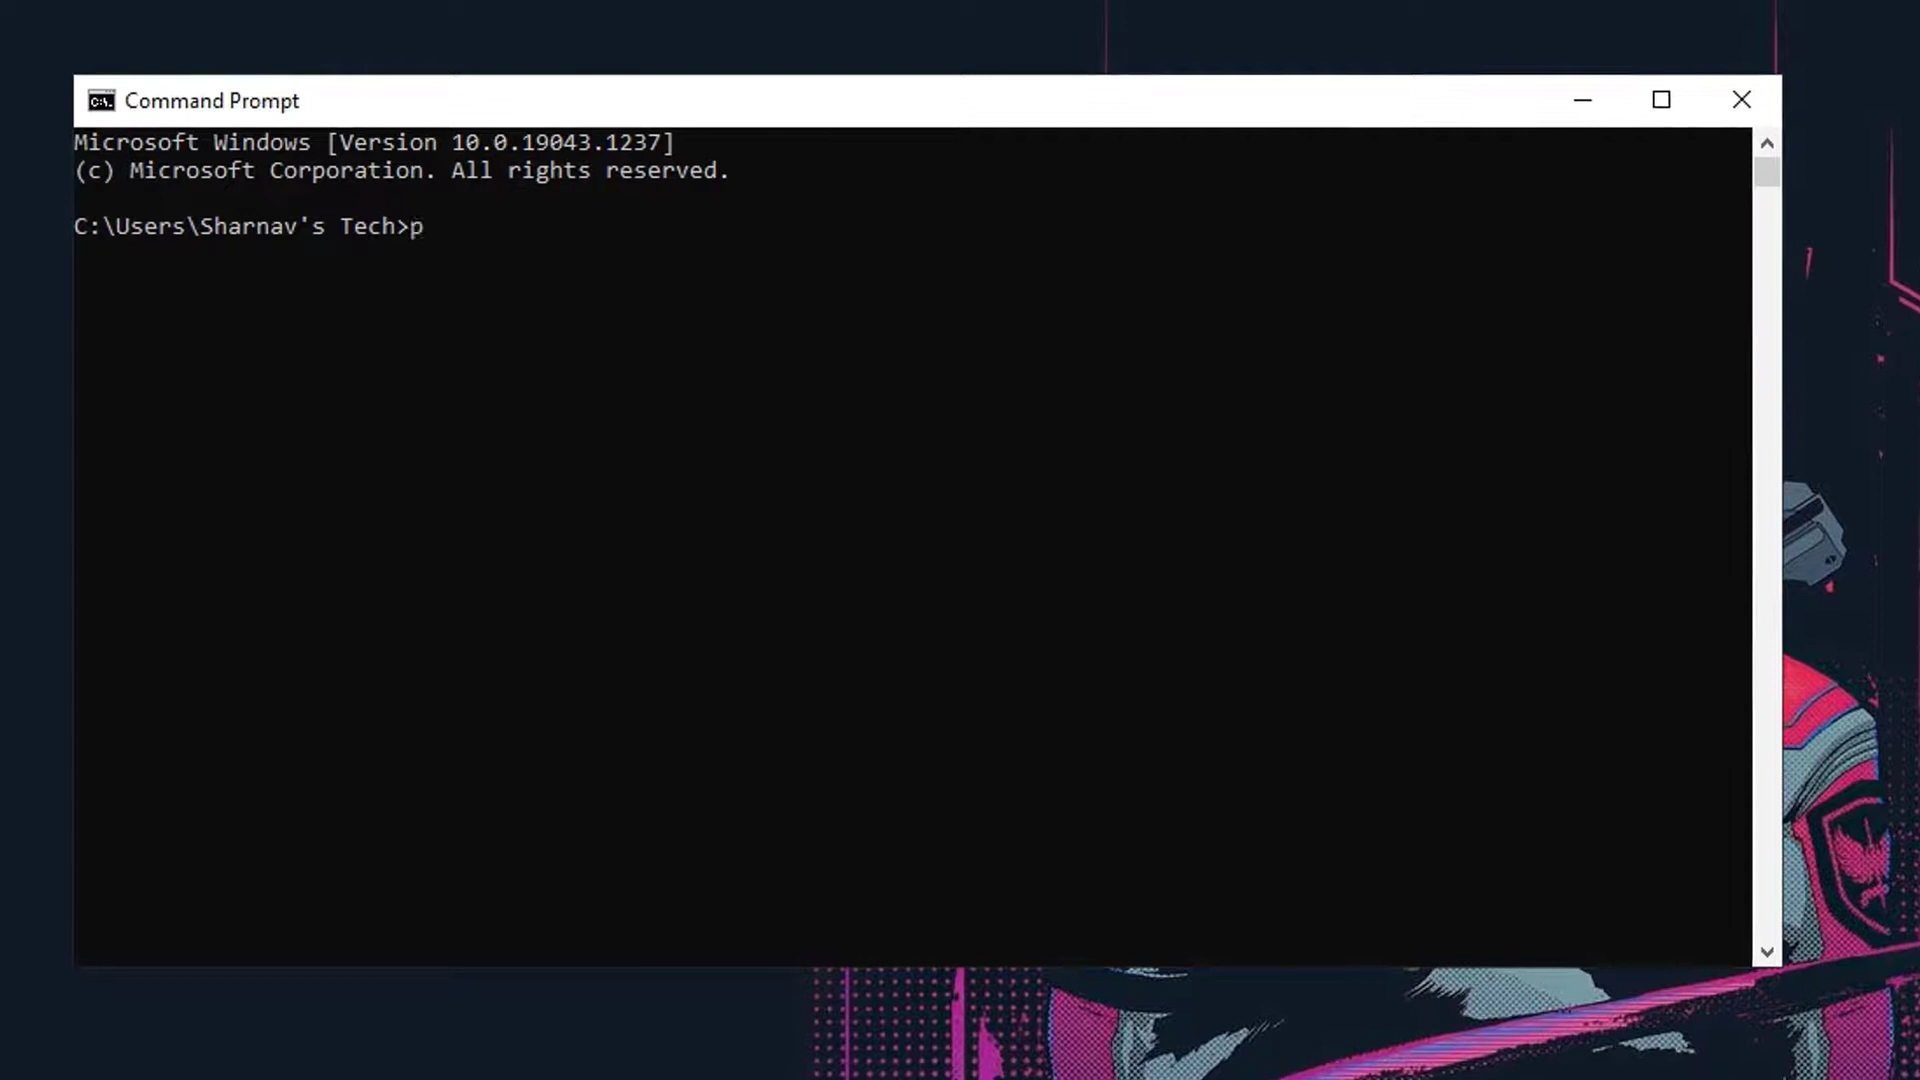 Command Prompt
Microsoft Windows [Version 10.0.19043.1237]
(c) Microsoft Corporation. All rights reserved.
C:\Users\Sharnav's Tech>p